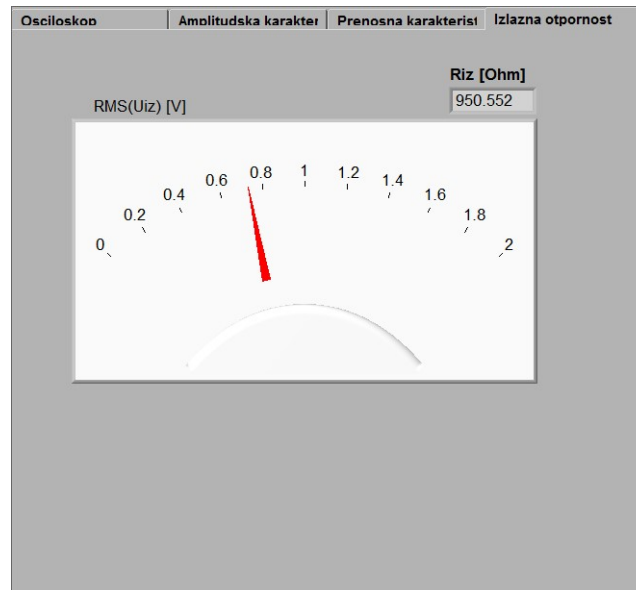 Osciloskop Amplitudska karakter Prenosna karakterist Izlazna otpornost
Riz [Ohm]
950.552
RMS(Uiz) [V]
0 0.2 0.4 0.6 0.8 1 1.2 1.4 1.6 1.8 2